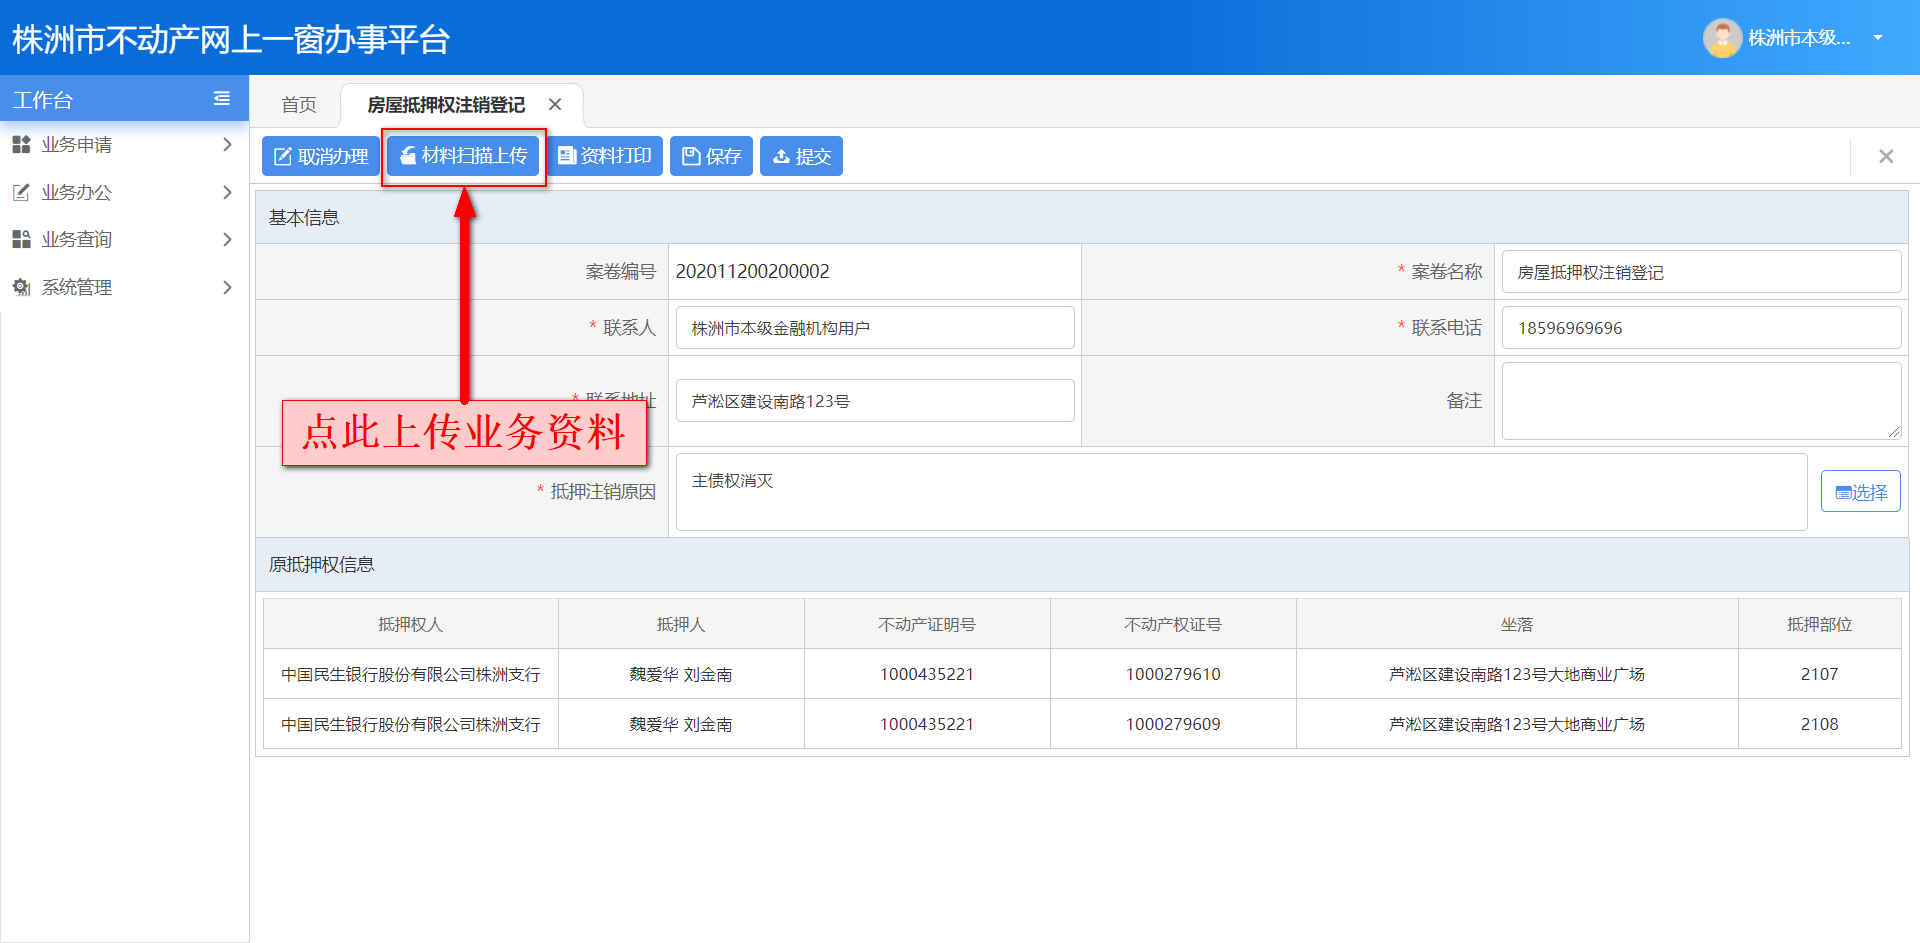 株洲市不动产网上一窗办事平台
株洲市本级...
工作台
首页
房屋抵押权注销登记
业务申请
业务办公
业务查询
系统管理
取消办理
材料扫描上传
资料打印
保存
提交
基本信息
案卷编号 202011200200002
* 案卷名称 房屋抵押权注销登记
* 联系人 株洲市本级金融机构用户
* 联系电话 18596969696
* 联系地址 芦淞区建设南路123号
备注
点此上传业务资料
* 抵押注销原因 主债权消灭
选择
原抵押权信息
抵押权人 抵押人 不动产证明号 不动产权证号 坐落 抵押部位
中国民生银行股份有限公司株洲支行 魏爱华 刘金南 1000435221 1000279610 芦淞区建设南路123号大地商业广场 2107
中国民生银行股份有限公司株洲支行 魏爱华 刘金南 1000435221 1000279609 芦淞区建设南路123号大地商业广场 2108